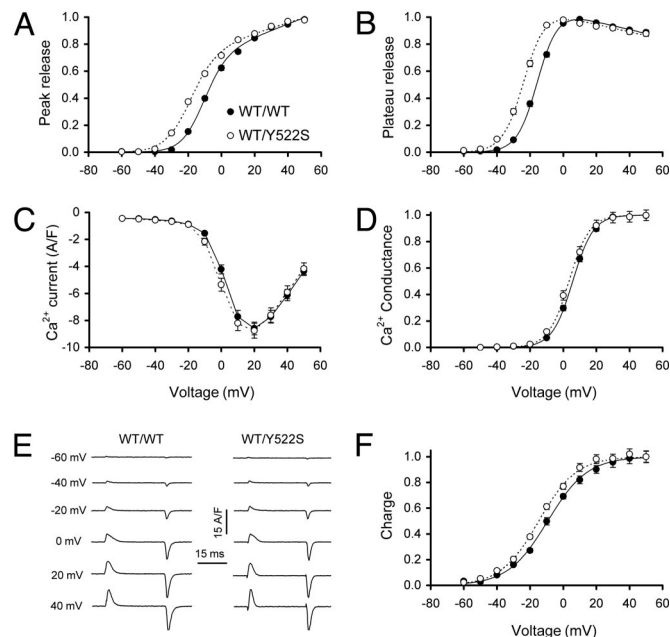 A
Peak release
1.0
0.8
0.6
0.4
0.2
0.0
-80 -60 -40 -20 0 20 40 60
WT/WT
WT/Y522S
B
Plateau release
1.0
0.8
0.6
0.4
0.2
0.0
-80 -60 -40 -20 0 20 40 60
C
Ca²⁺ current (A/F)
0
-2
-4
-6
-8
-10
-80 -60 -40 -20 0 20 40 60
Voltage (mV)
D
Ca²⁺ Conductance
1.0
0.8
0.6
0.4
0.2
0.0
-80 -60 -40 -20 0 20 40 60
Voltage (mV)
E
WT/WT WT/Y522S
-60 mV
-40 mV
-20 mV
0 mV
20 mV
40 mV
15 A/F
15 ms
F
Charge
1.0
0.8
0.6
0.4
0.2
0.0
-80 -60 -40 -20 0 20 40 60
Voltage (mV)